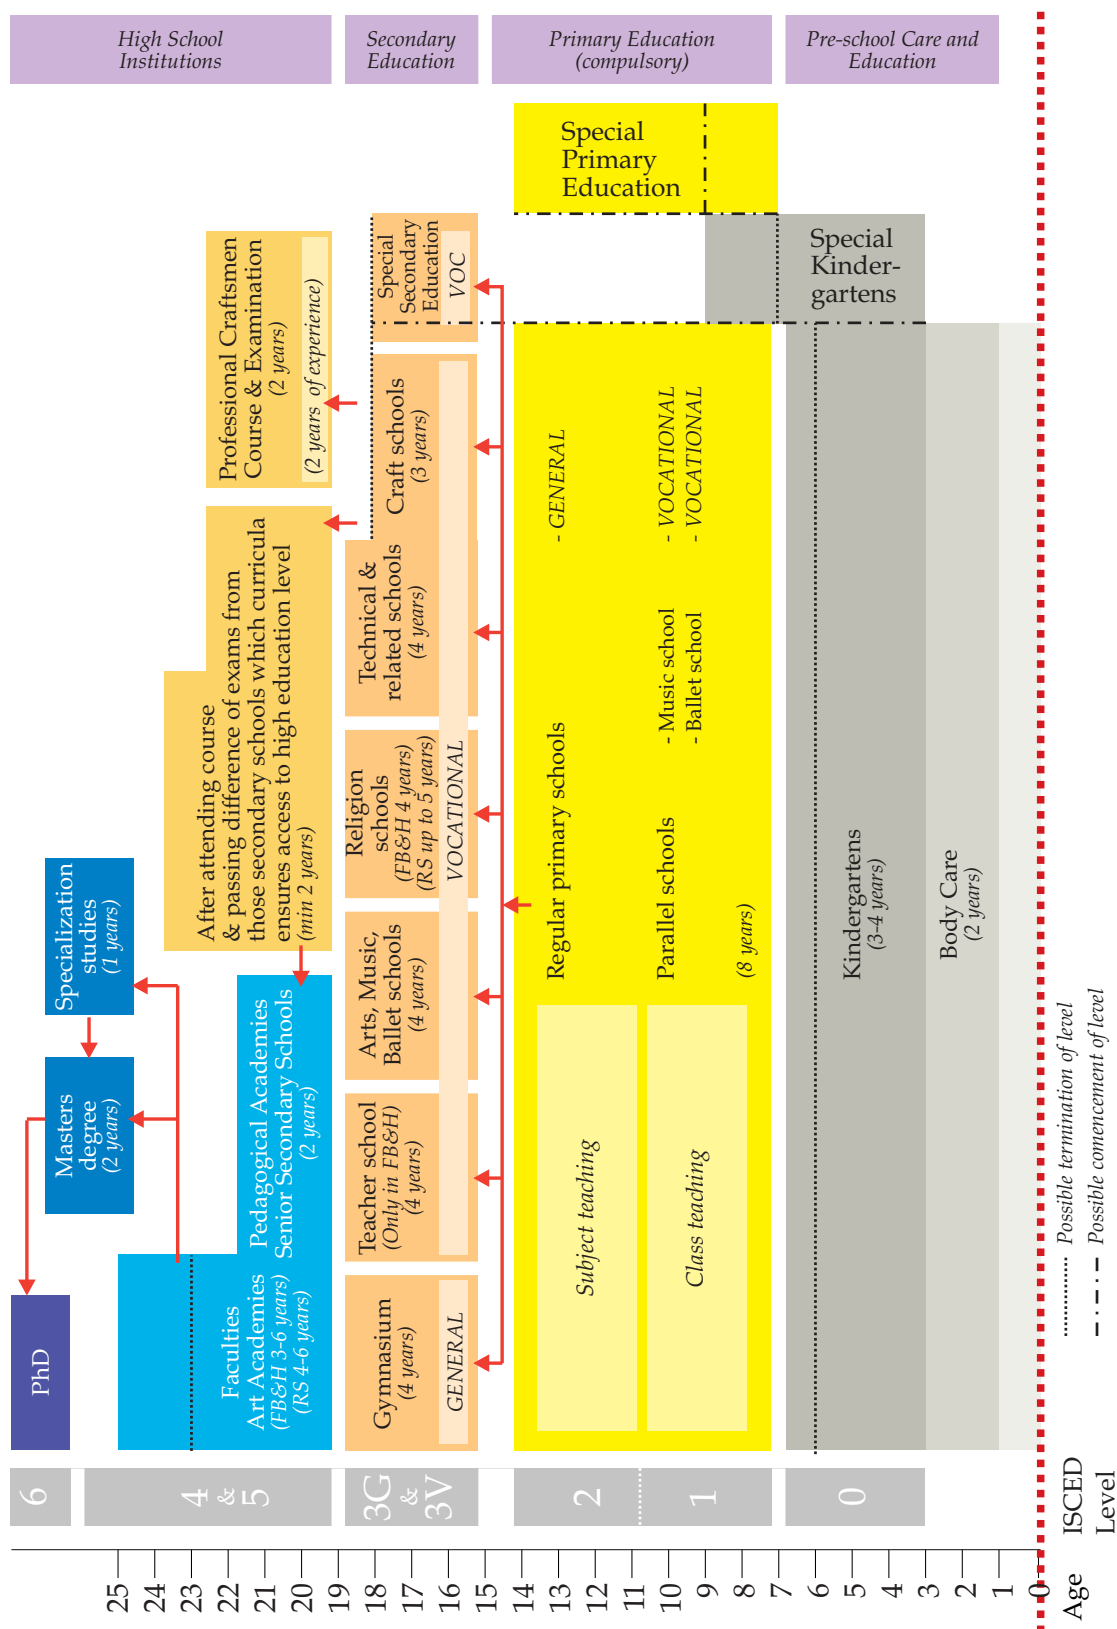 High School
Institutions
Secondary
Education
Primary Education
(compulsory)
Pre-school Care and
Education
PhD
Masters
degree
(2 years)
Specialization
studies
(1 years)
Faculties
Art Academies
(FB&H 3-6 years)
(RS 4-6 years)
Pedagogical Academies
Senior Secondary Schools
(2 years)
After attending course
& passing difference of exams from
those secondary schools which curricula
ensures access to high education level
(min 2 years)
Professional Craftsmen
Course & Examination
(2 years)
(2 years of experience)
Gymnasium
(4 years)
GENERAL
Teacher school
(Only in FB&H)
(4 years)
Arts, Music,
Ballet schools
(4 years)
Religion
schools
(FB&H 4 years)
(RS up to 5 years)
VOCATIONAL
Technical &
related schools
(4 years)
Craft schools
(3 years)
Special
Secondary
Education
VOC
Subject teaching
Class teaching
Regular primary schools
- GENERAL
Parallel schools
- Music school
- VOCATIONAL
- Ballet school
- VOCATIONAL
(8 years)
Special
Primary
Education
Special
Kinder-
gartens
Kindergartens
(3-4 years)
Body Care
(2 years)
6
4
&
5
3G
&
3V
2
1
0
ISCED
Level
25
24
23
22
21
20
19
18
17
16
15
14
13
12
11
10
9
8
7
6
5
4
3
2
1
0
Age
Possible termination of level
Possible comencement of level